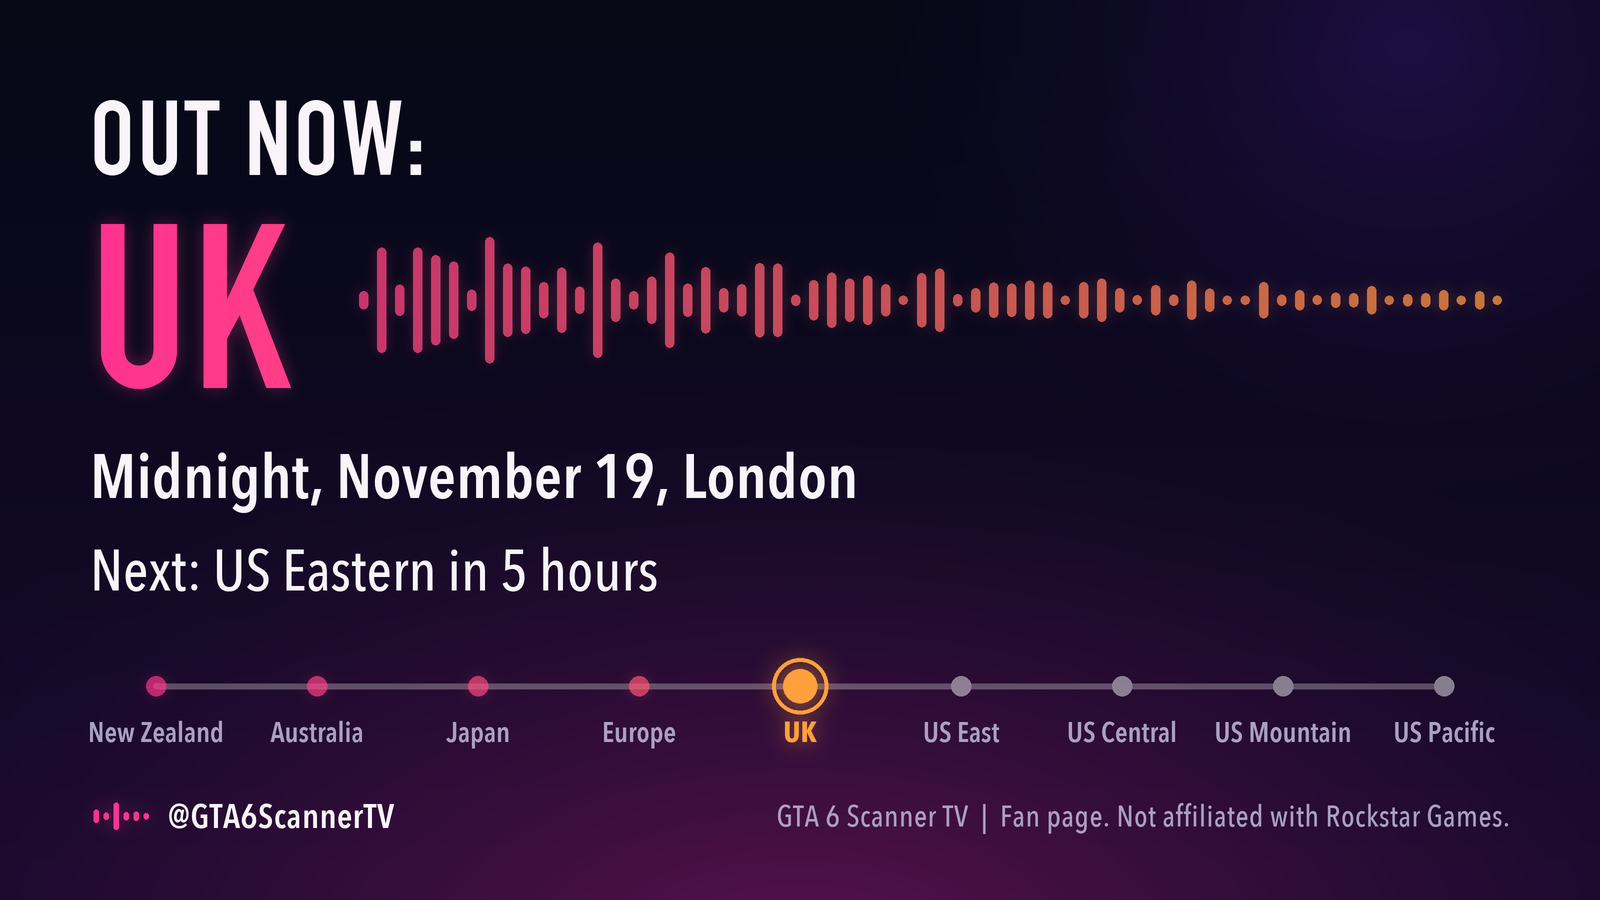 OUT NOW:
UK
Midnight, November 19, London
Next: US Eastern in 5 hours
New Zealand Australia Japan Europe UK US East US Central US Mountain US Pacific
@GTA6ScannerTV
GTA 6 Scanner TV | Fan page. Not affiliated with Rockstar Games.